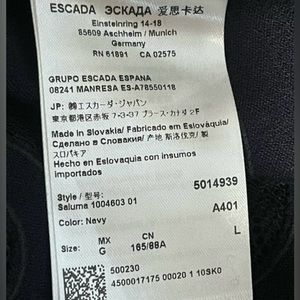 ESCADA ЭСКАДА 爱思卡达
Einsteinring 14-18
85609 Aschheim / Munich
Germany
RN 61891 CA 02575
GRUPO ESCADA ESPANA
08241 MANRESA ES-A78550118
JP: ㈱エスカーダ・ジャパン
東京都港区赤坂 7-3-37 プラース・カナダ 2F
Made in Slovakia/ Fabricado em Eslováquia/
Сделано в Словакии/ 产地 斯洛伐克/ 製
スロバキア
Hecho en Eslovaquia con insumos
importados
Style / 型号:
Saluma 1004603 01
5014939
Color: Navy
A401
Size:
MX
G
CN
165/88A
L
500230
4500017175 00020 1 10SK0